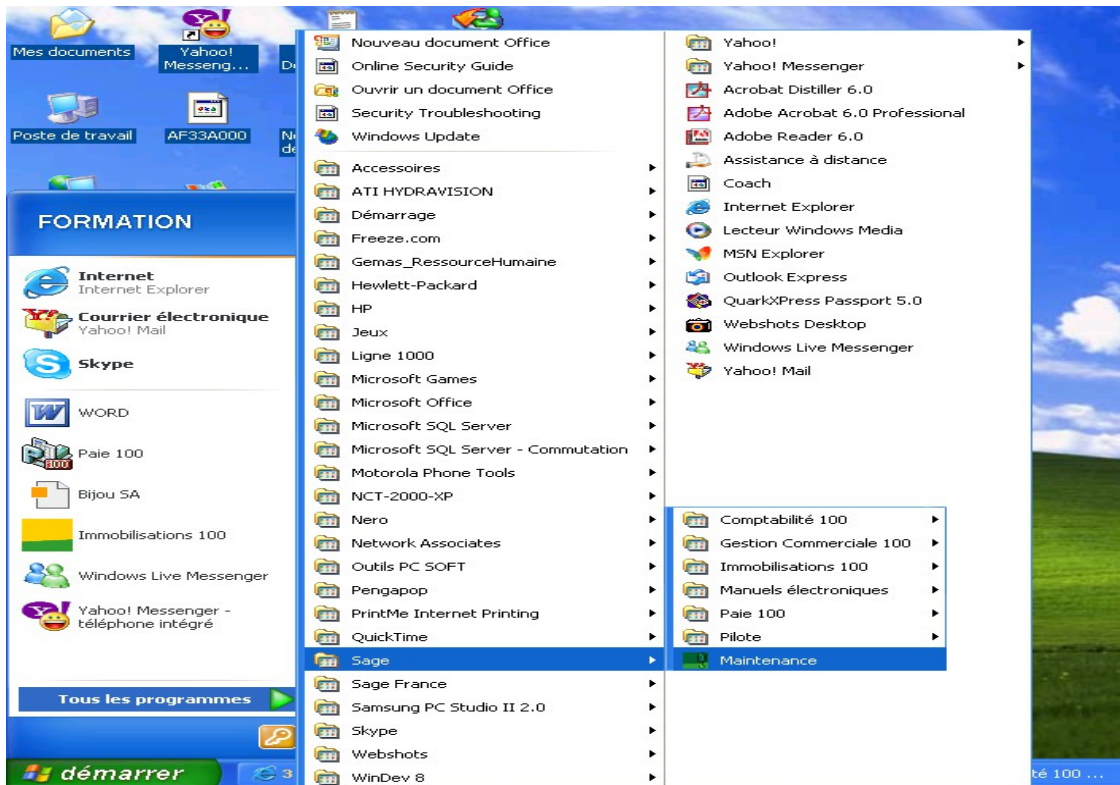 Mes documents
Yahoo!
Messeng...
Poste de travail
AF33A000
FORMATION
Internet
Internet Explorer
Courrier électronique
Yahoo! Mail
Skype
WORD
Paie 100
Bijou SA
Immobilisations 100
Windows Live Messenger
Yahoo! Messenger -
téléphone intégré
Tous les programmes
démarrer
3
Nouveau document Office
Online Security Guide
Ouvrir un document Office
Security Troubleshooting
Windows Update
Accessoires
ATI HYDRAVISION
Démarrage
Freeze.com
Gemas_RessourceHumaine
Hewlett-Packard
HP
Jeux
Ligne 1000
Microsoft Games
Microsoft Office
Microsoft SQL Server
Microsoft SQL Server - Commutation
Motorola Phone Tools
NCT-2000-XP
Nero
Network Associates
Outils PC SOFT
Pengapop
PrintMe Internet Printing
QuickTime
Sage
Sage France
Samsung PC Studio II 2.0
Skype
Webshots
WinDev 8
Yahoo!
Yahoo! Messenger
Acrobat Distiller 6.0
Adobe Acrobat 6.0 Professional
Adobe Reader 6.0
Assistance à distance
Coach
Internet Explorer
Lecteur Windows Media
MSN Explorer
Outlook Express
QuarkXPress Passport 5.0
Webshots Desktop
Windows Live Messenger
Yahoo! Mail
Comptabilité 100
Gestion Commerciale 100
Immobilisations 100
Manuels électroniques
Paie 100
Pilote
Maintenance
té 100 ...